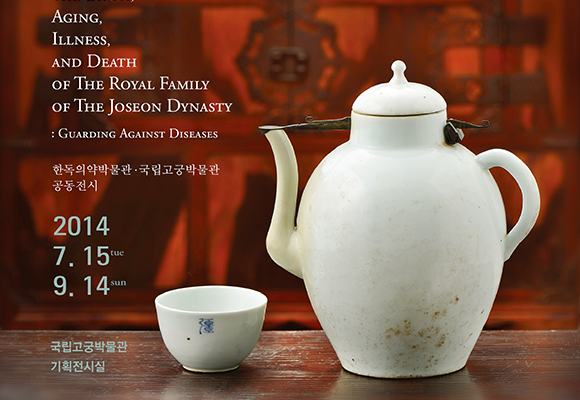 Aging,
Illness,
and Death
of The Royal Family
of The Joseon Dynasty
: Guarding Against Diseases
한독의약박물관·국립고궁박물관
공동전시
2014
7. 15 tue
9. 14 sun
국립고궁박물관
기획전시실